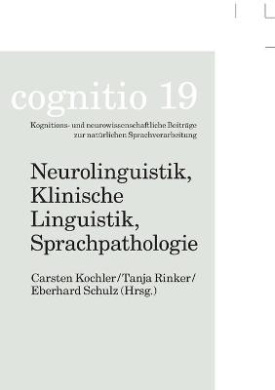 cognitio 19
Kognitions- und neurowissenschaftliche Beiträge
zur natürlichen Sprachverarbeitung
Neurolinguistik,
Klinische
Linguistik,
Sprachpathologie
Carsten Kochler/Tanja Rinker/
Eberhard Schulz (Hrsg.)